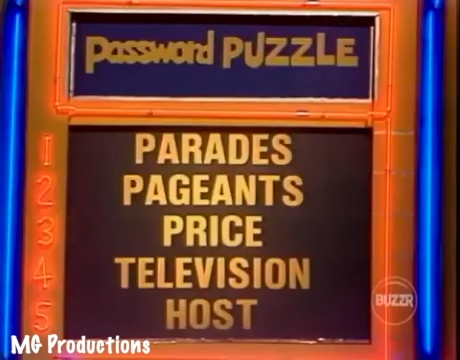 password PUZZLE
1 PARADES
2 PAGEANTS
3 PRICE
4 TELEVISION
5 HOST
BUZZR
MG Productions